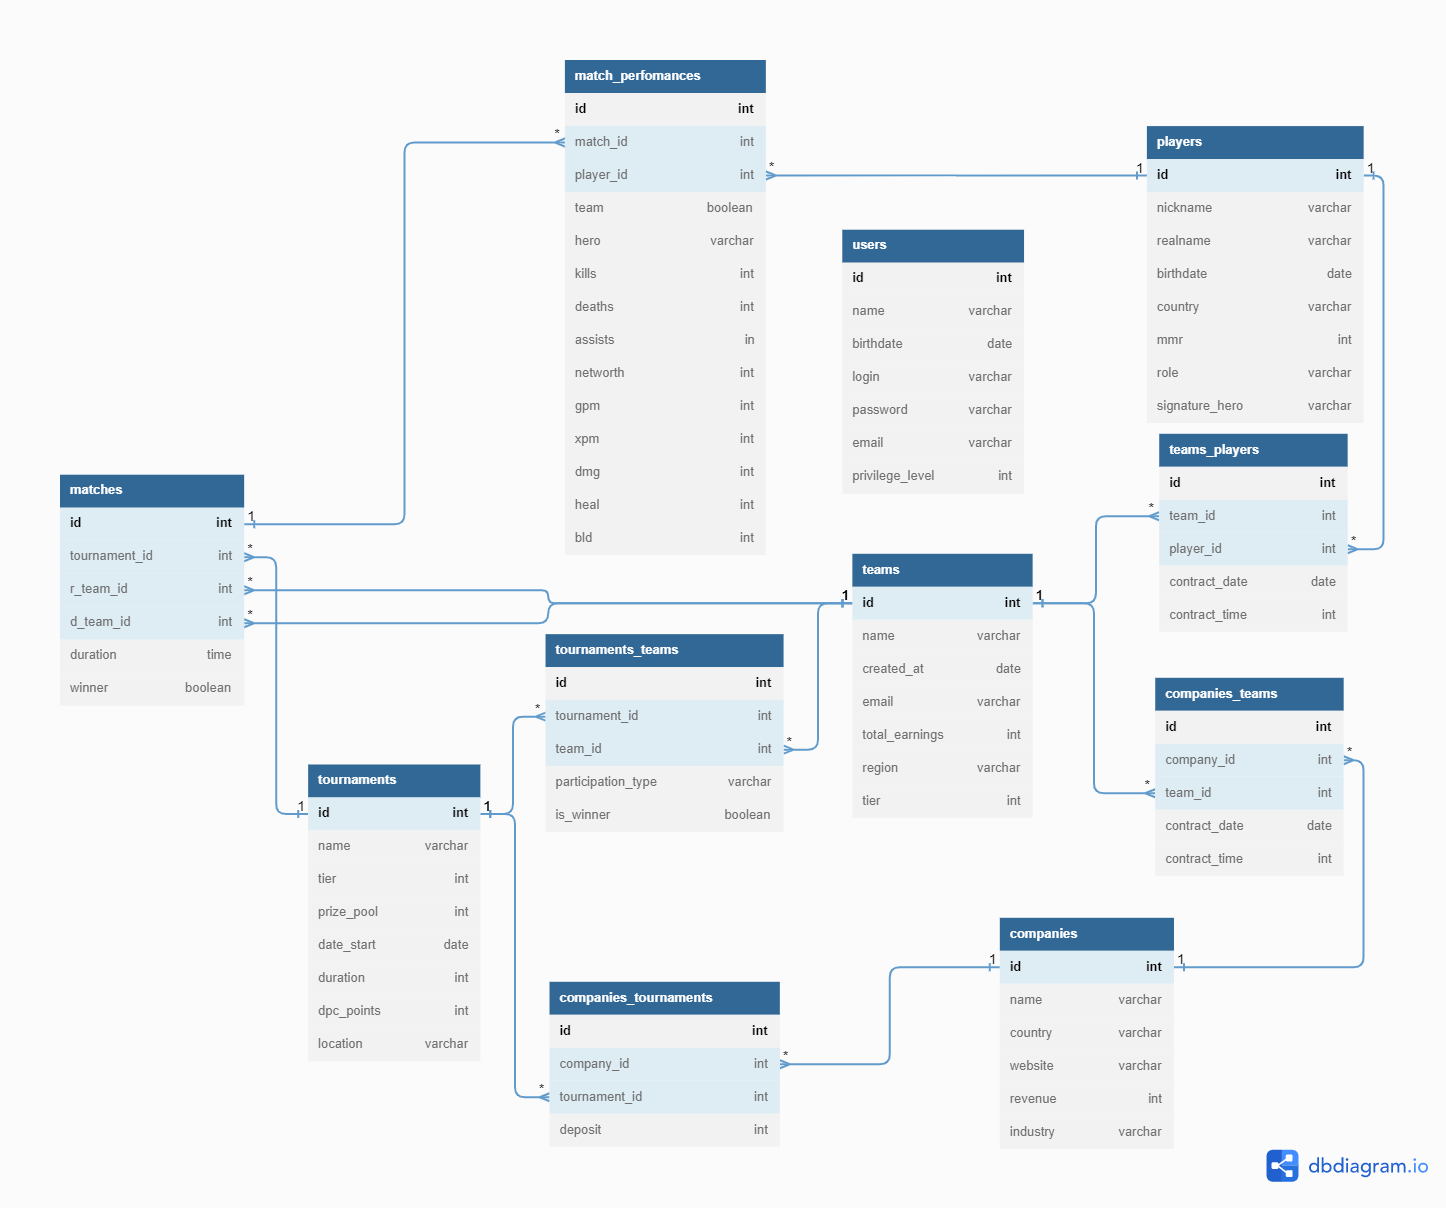 match_perfomances
id int
* match_id int
player_id int *
team boolean
hero varchar
kills int
deaths int
assists in
networth int
gpm int
xpm int
dmg int
heal int
bld int
players
1 id int 1
nickname varchar
realname varchar
birthdate date
country varchar
mmr int
role varchar
signature_hero varchar
users
id int
name varchar
birthdate date
login varchar
password varchar
email varchar
privilege_level int
teams_players
id int
* team_id int
player_id int *
contract_date date
contract_time int
matches
id int 1
tournament_id int *
r_team_id int *
d_team_id int *
duration time
winner boolean
teams
1 id int 1
name varchar
created_at date
email varchar
total_earnings int
region varchar
tier int
tournaments_teams
id int
* tournament_id int
team_id int *
participation_type varchar
is_winner boolean
companies_teams
id int
company_id int *
* team_id int
contract_date date
contract_time int
tournaments
1 id int 1
name varchar
tier int
prize_pool int
date_start date
duration int
dpc_points int
location varchar
companies
1 id int 1
name varchar
country varchar
website varchar
revenue int
industry varchar
companies_tournaments
id int
company_id int *
* tournament_id int
deposit int
dbdiagram.io